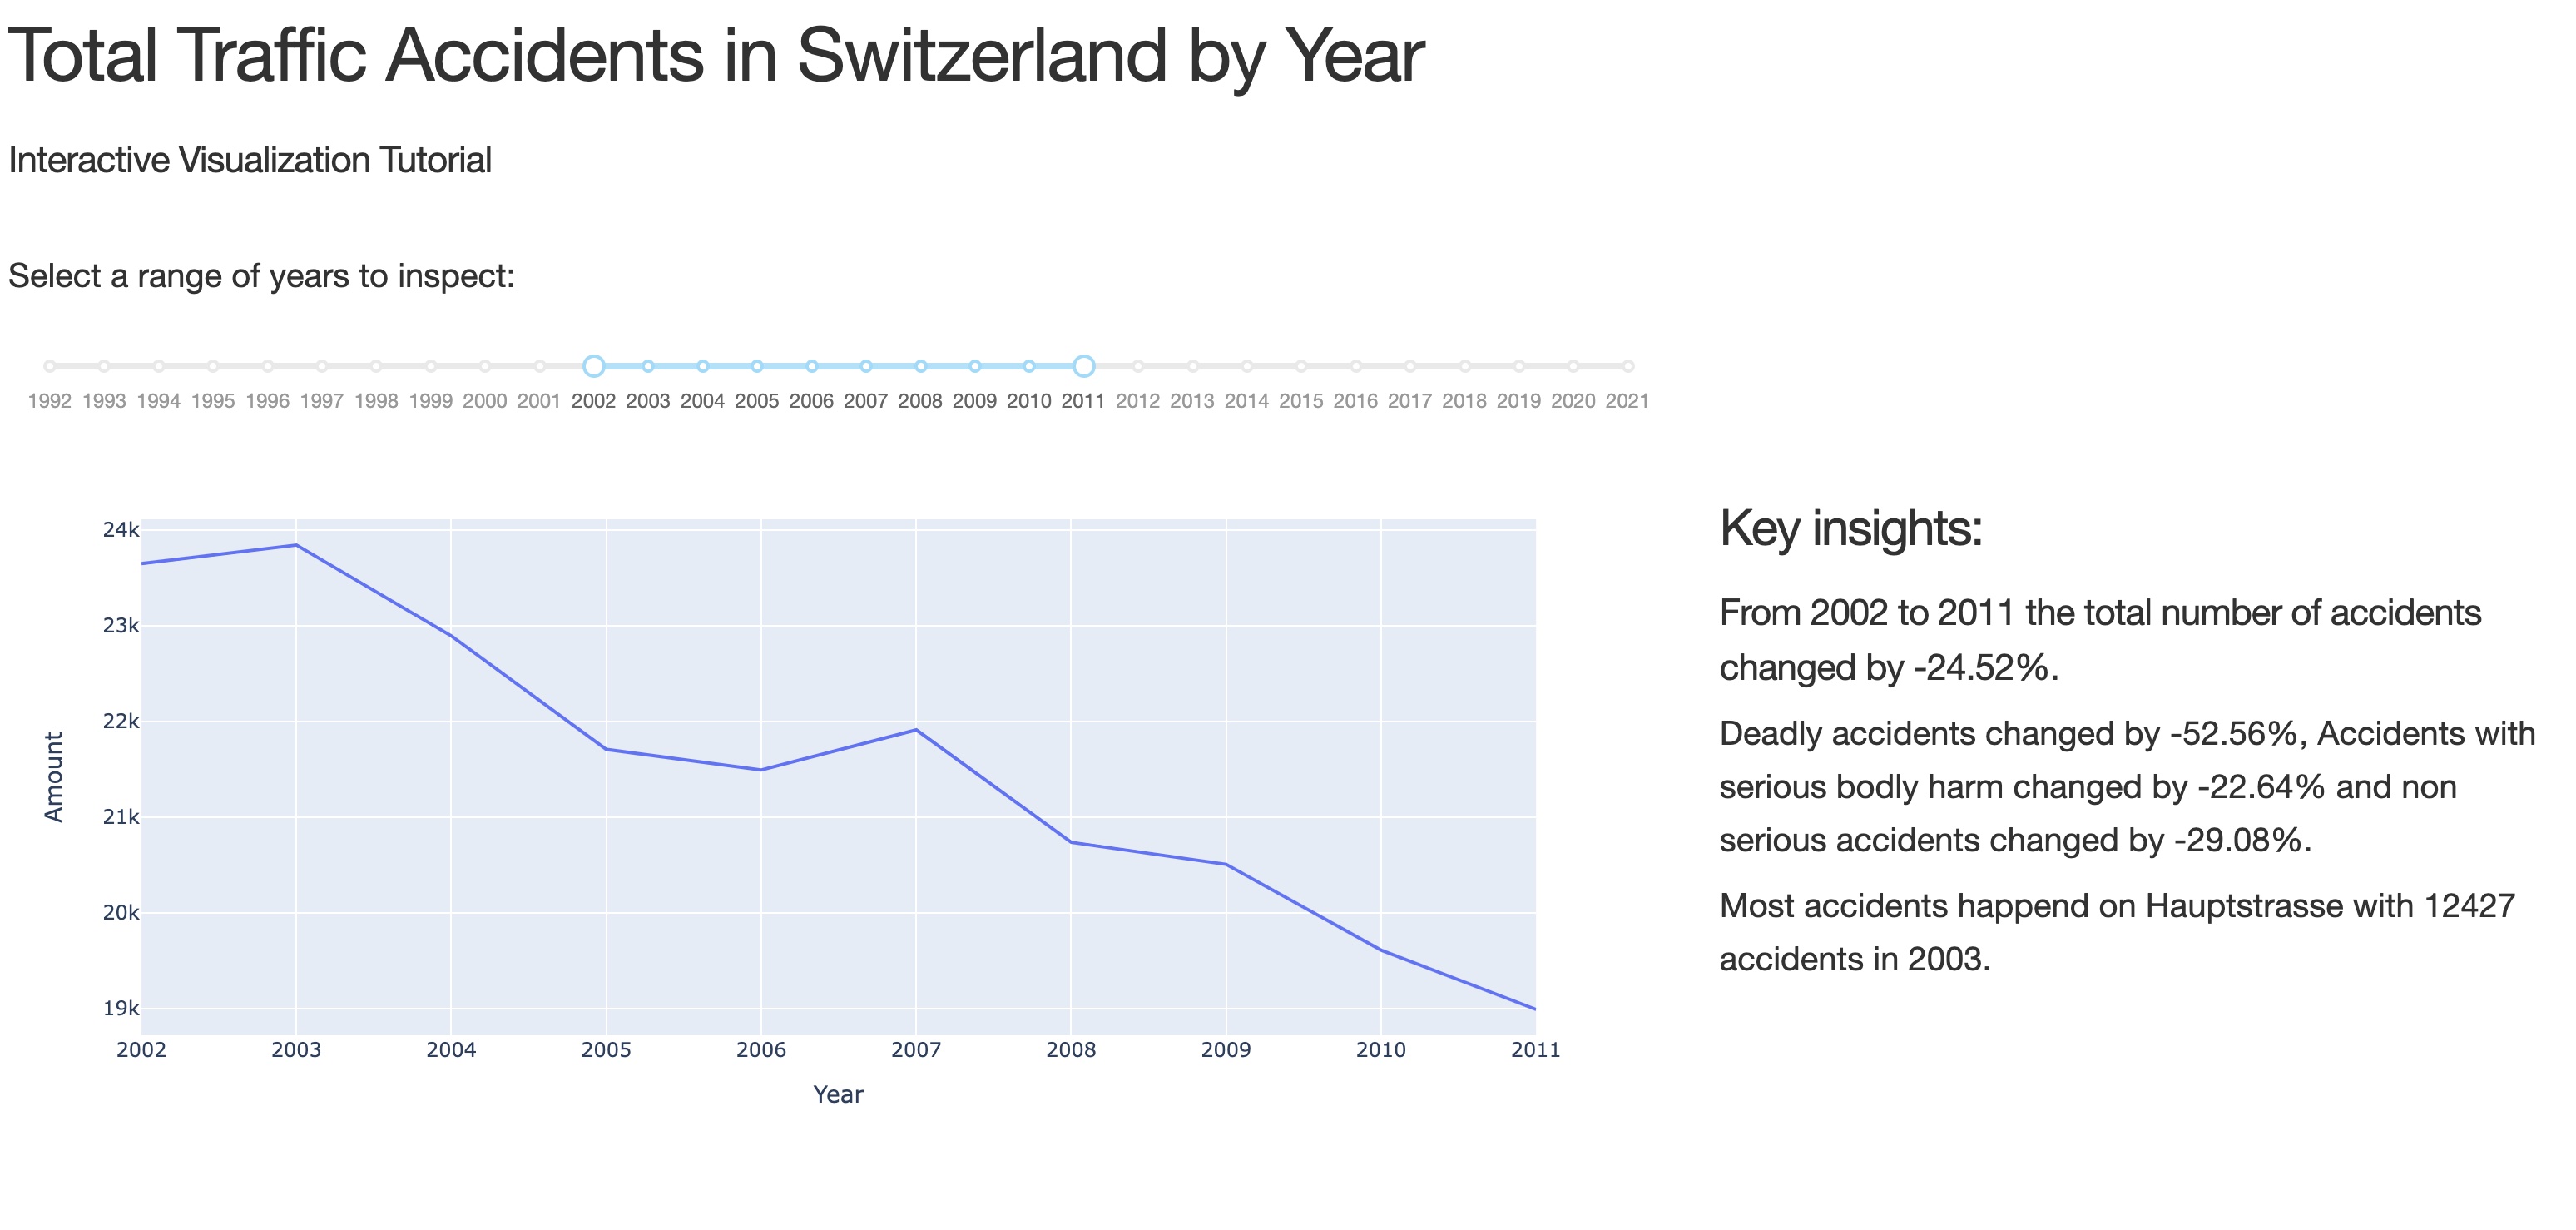 Total Traffic Accidents in Switzerland by Year
Interactive Visualization Tutorial
Select a range of years to inspect:
1992 1993 1994 1995 1996 1997 1998 1999 2000 2001 2002 2003 2004 2005 2006 2007 2008 2009 2010 2011 2012 2013 2014 2015 2016 2017 2018 2019 2020 2021
24k
23k
22k
21k
20k
19k
Amount
2002 2003 2004 2005 2006 2007 2008 2009 2010 2011
Year
Key insights:
From 2002 to 2011 the total number of accidents
changed by -24.52%.
Deadly accidents changed by -52.56%, Accidents with
serious bodly harm changed by -22.64% and non
serious accidents changed by -29.08%.
Most accidents happend on Hauptstrasse with 12427
accidents in 2003.